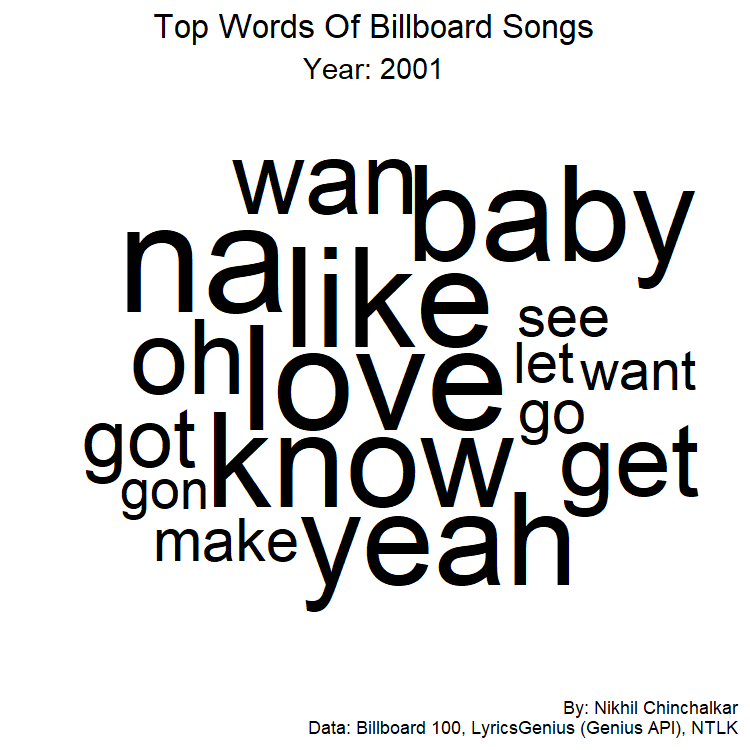 Top Words Of Billboard Songs
Year: 2001
wan
baby
na
like
see
oh
love
let
want
go
got
know
get
gon
make
yeah
By: Nikhil Chinchalkar
Data: Billboard 100, LyricsGenius (Genius API), NTLK